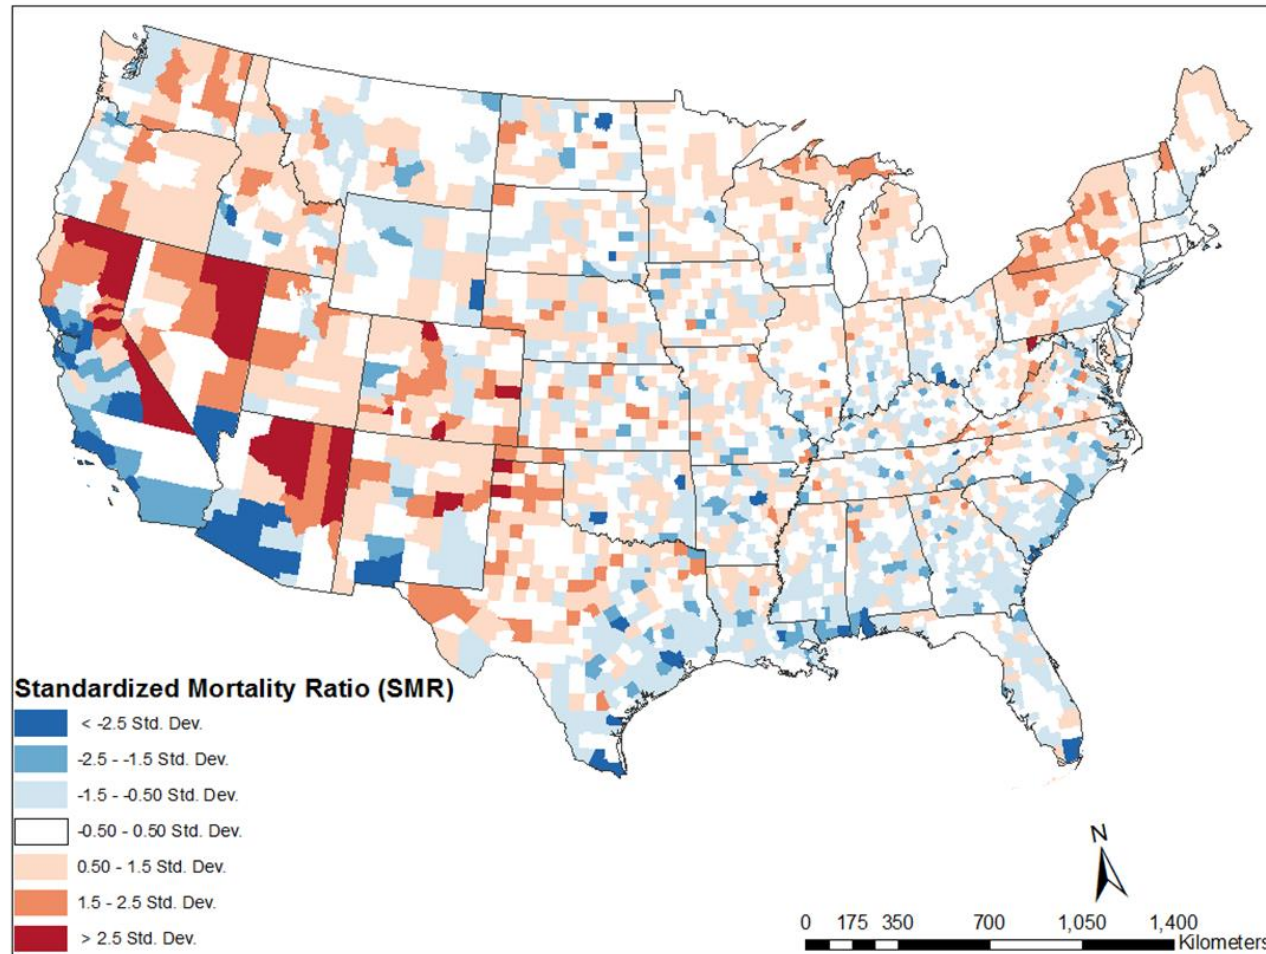 Standardized Mortality Ratio (SMR)
< -2.5 Std. Dev.
-2.5 - -1.5 Std. Dev.
-1.5 - -0.50 Std. Dev.
-0.50 - 0.50 Std. Dev.
0.50 - 1.5 Std. Dev.
1.5 - 2.5 Std. Dev.
> 2.5 Std. Dev.
N
0 175 350 700 1,050 1,400
Kilometers